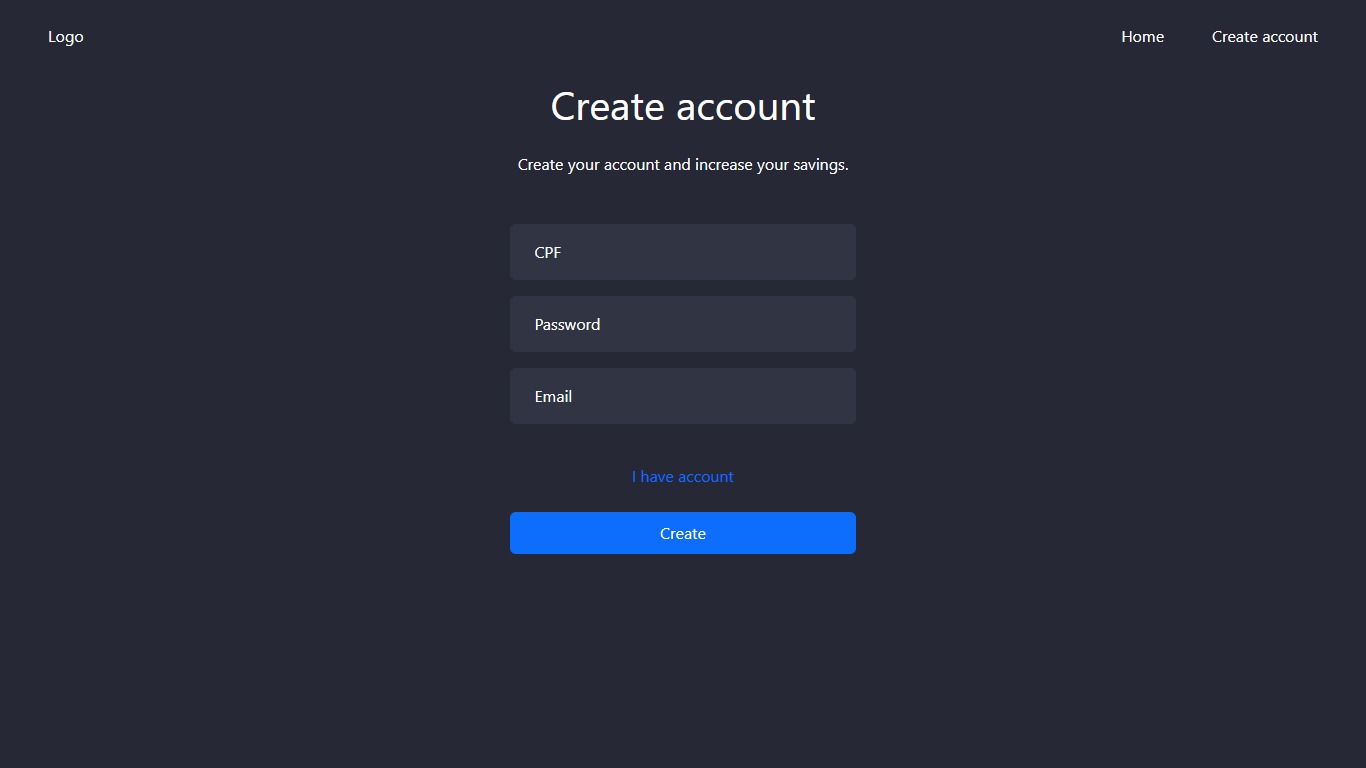 Logo
Home
Create account
Create account
Create your account and increase your savings.
CPF
Password
Email
I have account
Create